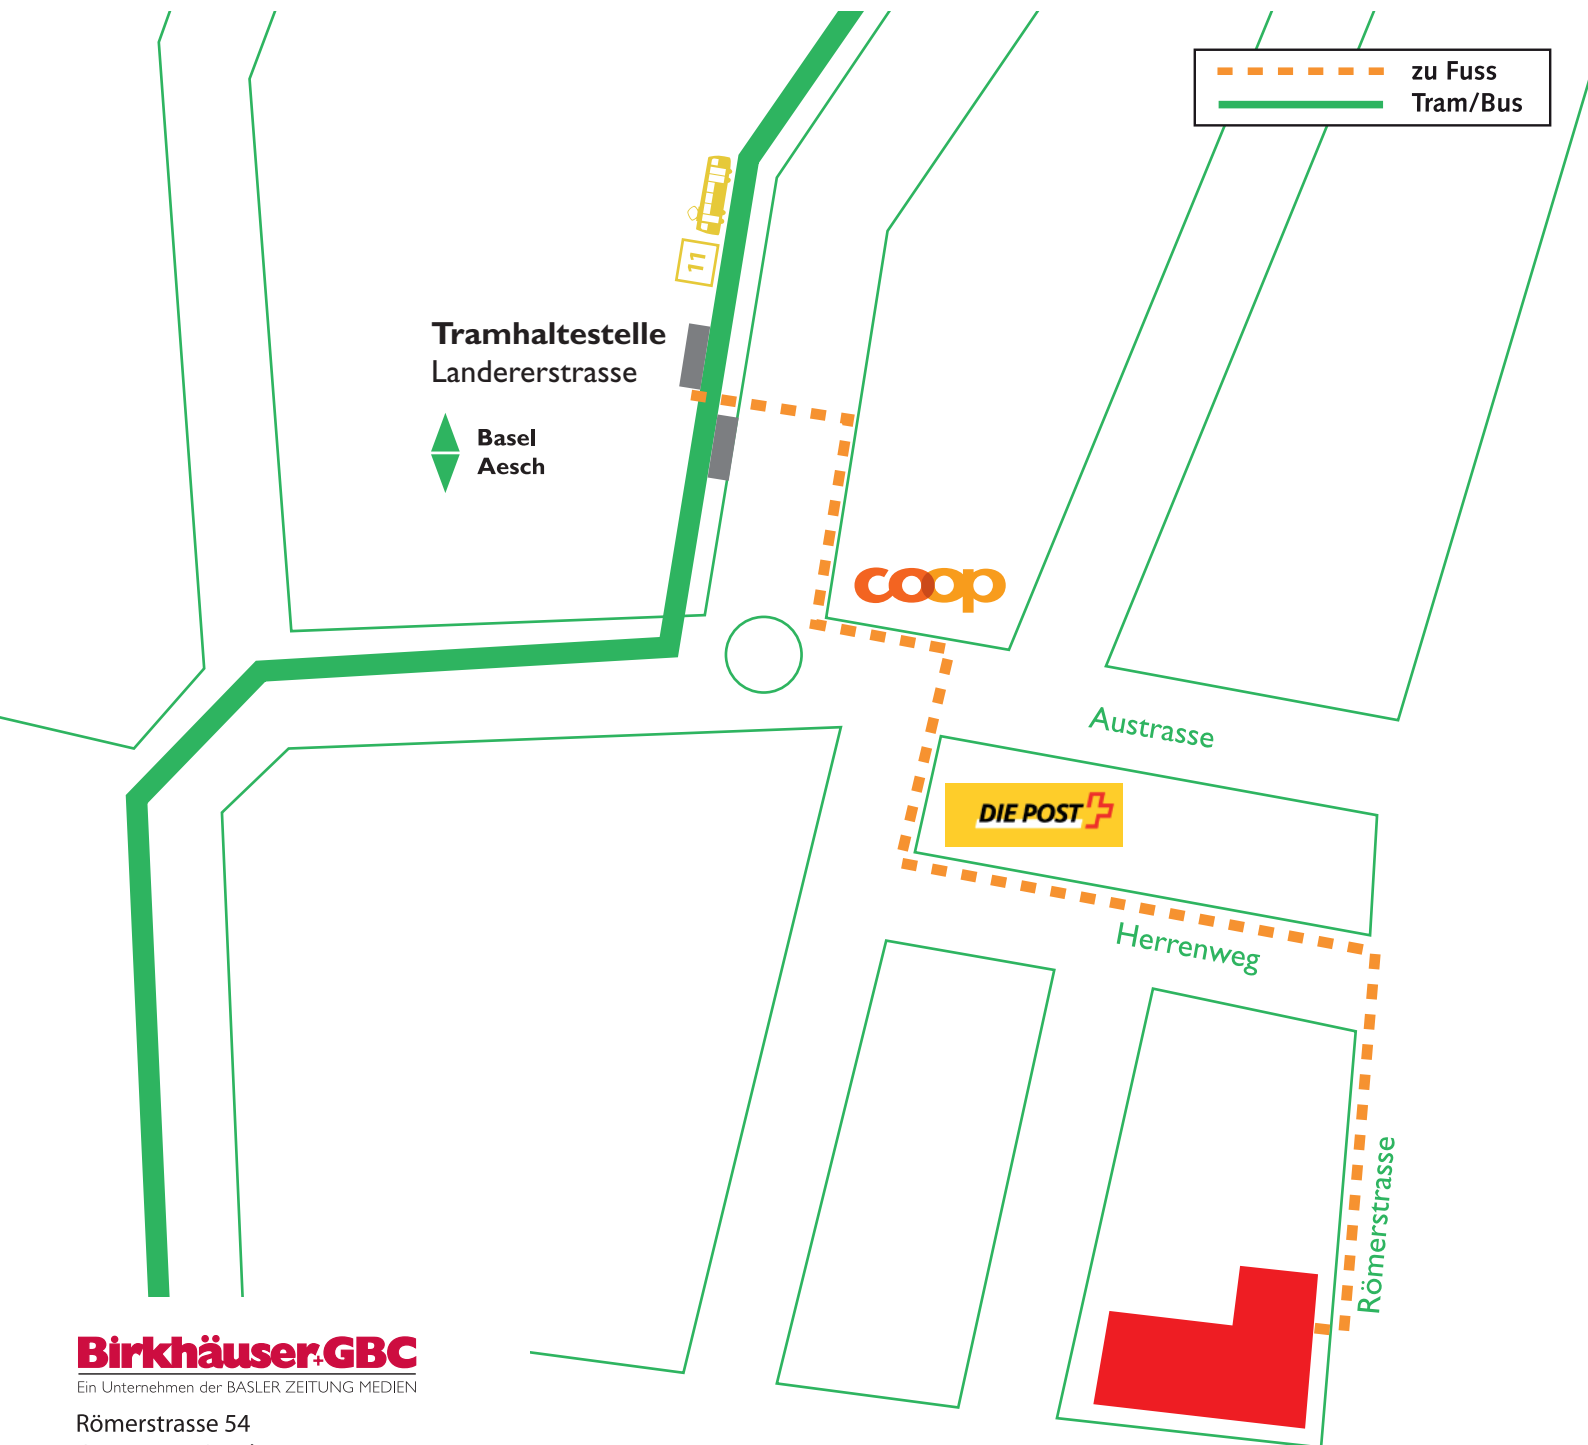 zu Fuss
Tram/Bus
11
Tramhaltestelle
Landererstrasse
Basel
Aesch
coop
Austrasse
DIE POST
Herrenweg
Römerstrasse
Birkhäuser+GBC
Ein Unternehmen der BASLER ZEITUNG MEDIEN
Römerstrasse 54